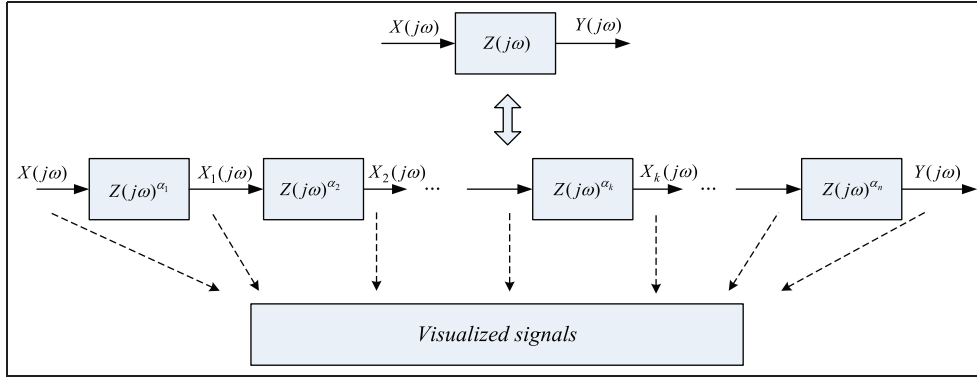 X(jω) Z(jω) Y(jω)
X(jω) Z(jω)^α₁ X₁(jω) Z(jω)^α₂ X₂(jω) ... Z(jω)^αₖ Xₖ(jω) ... Z(jω)^αₙ Y(jω)
Visualized signals